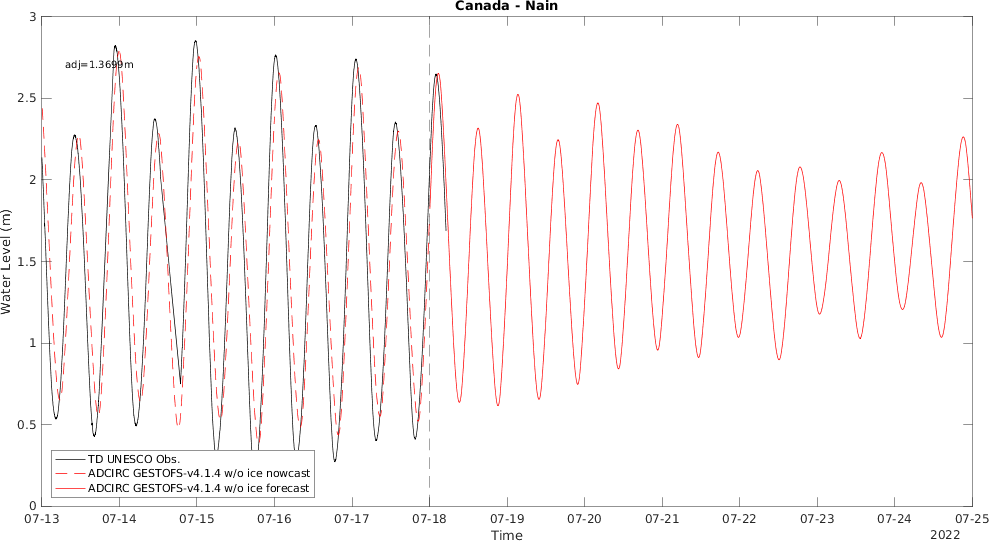 Canada - Nain
3
adj=1.3699m
2.5
2
1.5
1
0.5
0
Water Level (m)
TD UNESCO Obs.
ADCIRC GESTOFS-v4.1.4 w/o ice nowcast
ADCIRC GESTOFS-v4.1.4 w/o ice forecast
07-13 07-14 07-15 07-16 07-17 07-18 07-19 07-20 07-21 07-22 07-23 07-24 07-25
Time
2022